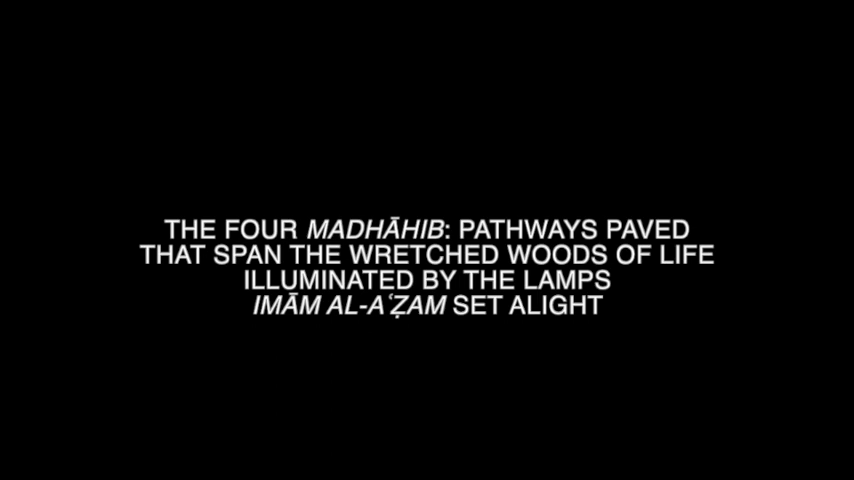 THE FOUR MADHĀHIB: PATHWAYS PAVED
THAT SPAN THE WRETCHED WOODS OF LIFE
ILLUMINATED BY THE LAMPS
IMĀM AL-AʿẒAM SET ALIGHT